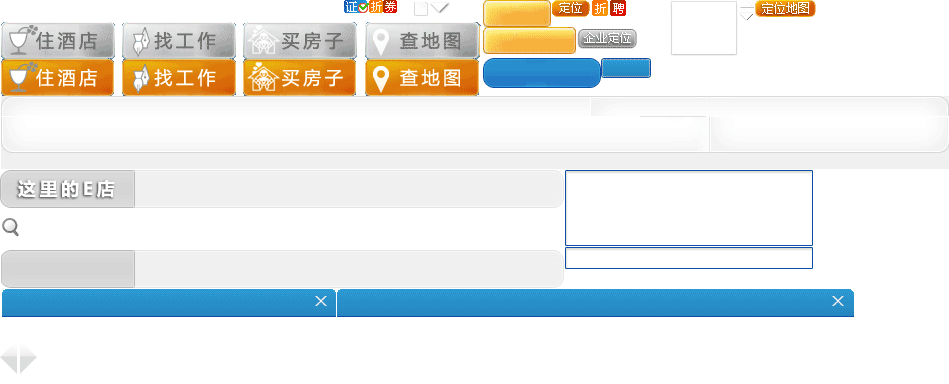 证 折 券
定位 折 聘 定位地图
住酒店 找工作 买房子 查地图
企业定位
住酒店 找工作 买房子 查地图
这里的E店